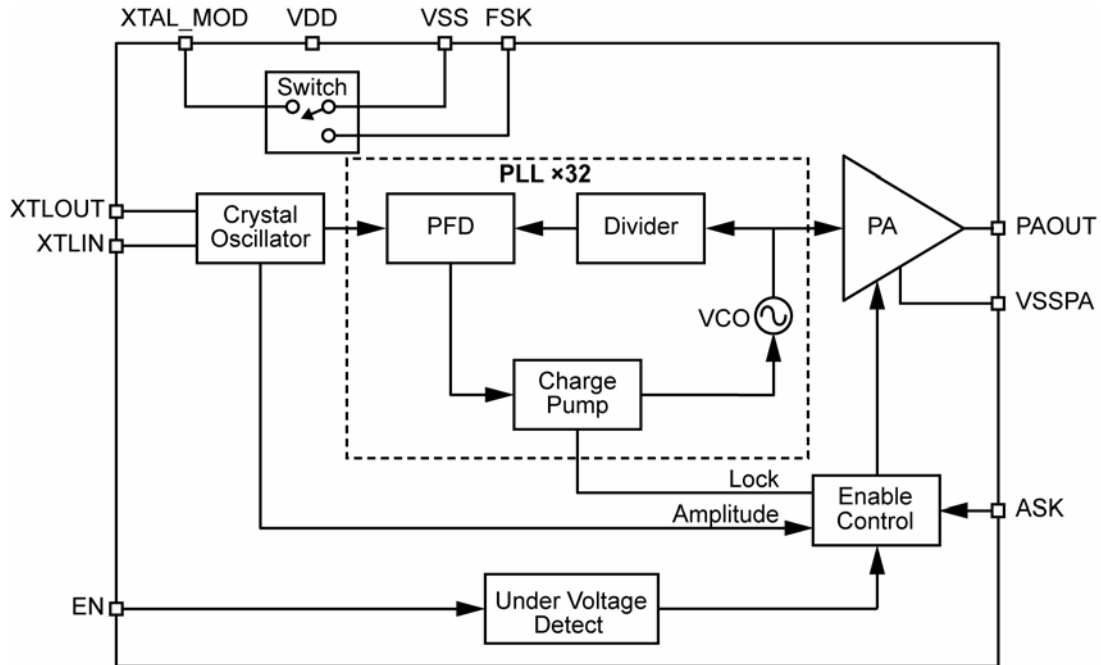 XTAL_MOD
VDD
VSS
FSK
Switch
PLL ×32
XTLOUT
XTLIN
Crystal
Oscillator
PFD
Divider
PA
PAOUT
VSSPA
VCO
Charge
Pump
Lock
Amplitude
Enable
Control
ASK
EN
Under Voltage
Detect